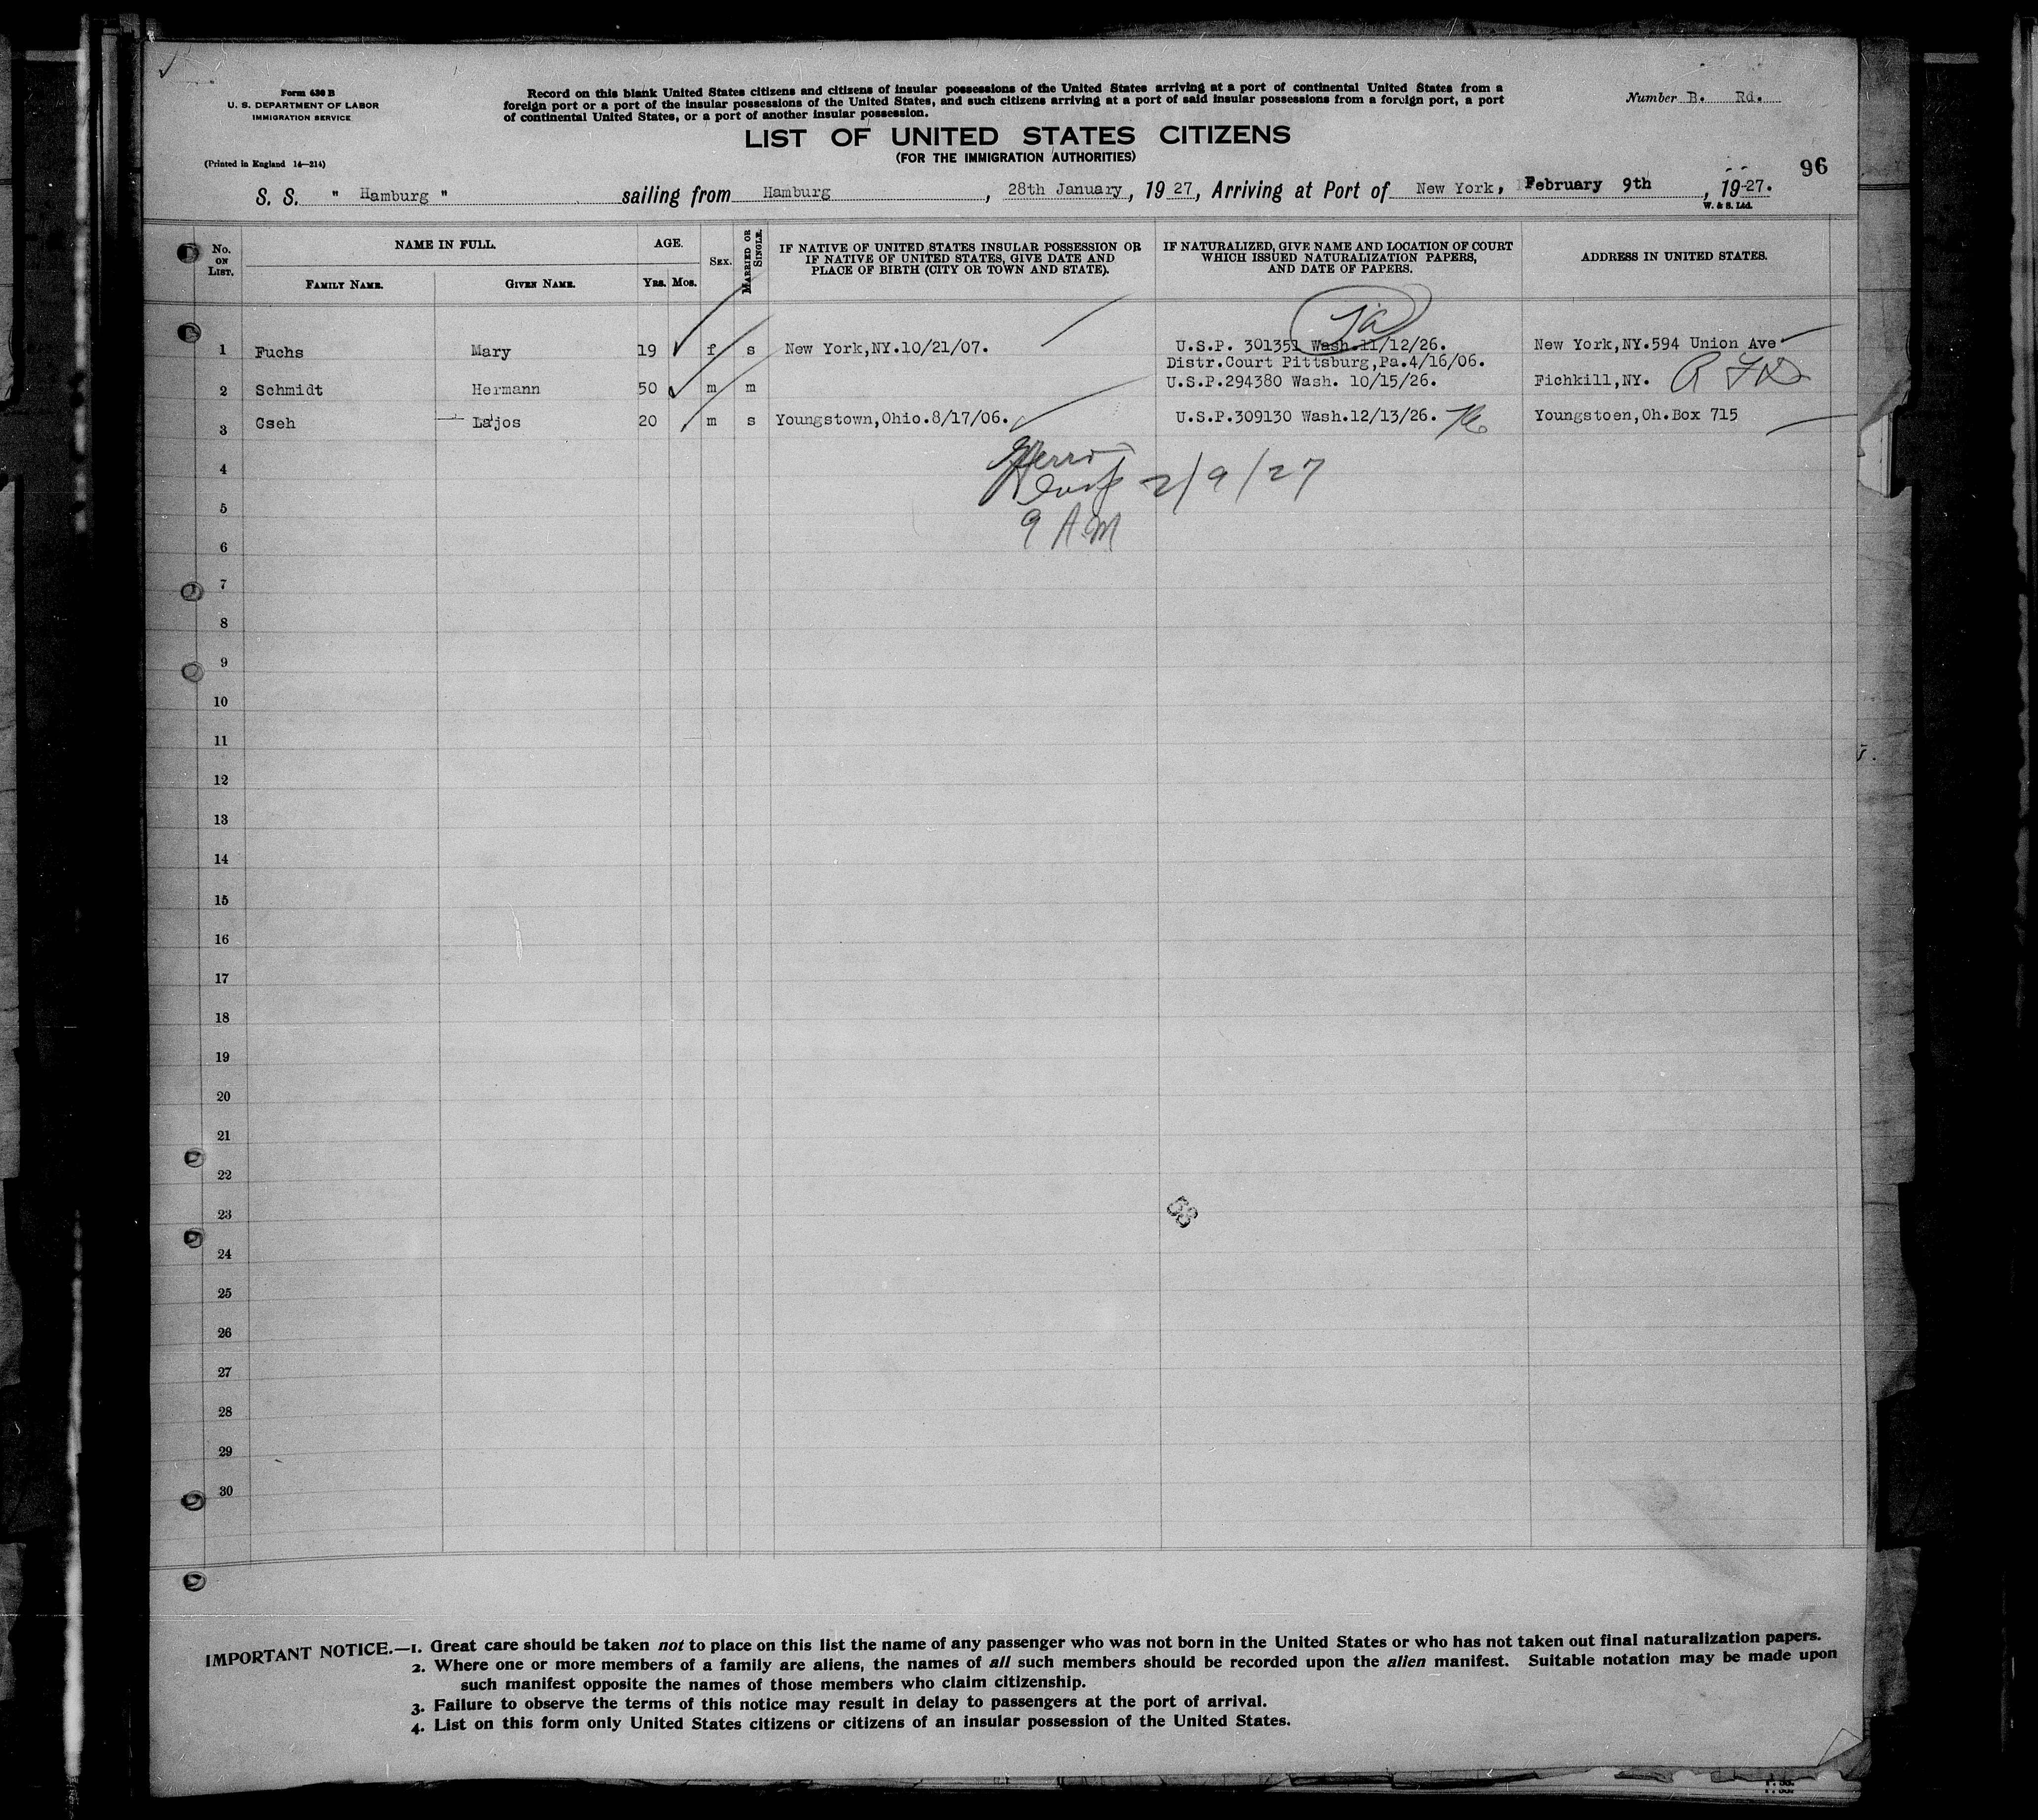 Form 630 B
U. S. DEPARTMENT OF LABOR
IMMIGRATION SERVICE
(Printed in England 14—214)
Record on this blank United States citizens and citizens of insular possessions of the United States arriving at a port of continental United States from a
foreign port or a port of the insular possessions of the United States, and such citizens arriving at a port of said insular possessions from a foreign port, a port
of continental United States, or a port of another insular possession.
Number B. Rd.
LIST OF UNITED STATES CITIZENS
(FOR THE IMMIGRATION AUTHORITIES)
96
S. S. " Hamburg " sailing from Hamburg, 28th January, 1927, Arriving at Port of New York, February 9th, 19-27.
W. & S. Ltd.
No. ON LIST. NAME IN FULL. AGE. SEX. MARRIED OR SINGLE. IF NATIVE OF UNITED STATES INSULAR POSSESSION OR IF NATIVE OF UNITED STATES, GIVE DATE AND PLACE OF BIRTH (CITY OR TOWN AND STATE). IF NATURALIZED, GIVE NAME AND LOCATION OF COURT WHICH ISSUED NATURALIZATION PAPERS, AND DATE OF PAPERS. ADDRESS IN UNITED STATES.
FAMILY NAME. GIVEN NAME. YRS. MOS.
1 Fuchs Mary 19 f s New York,NY.10/21/07. U.S.P. 301351 Wash.11/12/26. New York,NY.594 Union Ave
Distr.Court Pittsburg,Pa.4/16/06.
2 Schmidt Hermann 50 m m U.S.P.294380 Wash. 10/15/26. Fichkill,NY. R F D
3 Cseh Lajos 20 m s Youngstown,Ohio.8/17/06. U.S.P.309130 Wash.12/13/26. Youngstoen,Oh.Box 715
4
2/9/27
5
9 AM
6
7
8
9
10
11
12
13
14
15
16
17
18
19
20
21
22
23
58
24
25
26
27
28
29
30
IMPORTANT NOTICE.—1. Great care should be taken not to place on this list the name of any passenger who was not born in the United States or who has not taken out final naturalization papers.
2. Where one or more members of a family are aliens, the names of all such members should be recorded upon the alien manifest. Suitable notation may be made upon
such manifest opposite the names of those members who claim citizenship.
3. Failure to observe the terms of this notice may result in delay to passengers at the port of arrival.
4. List on this form only United States citizens or citizens of an insular possession of the United States.